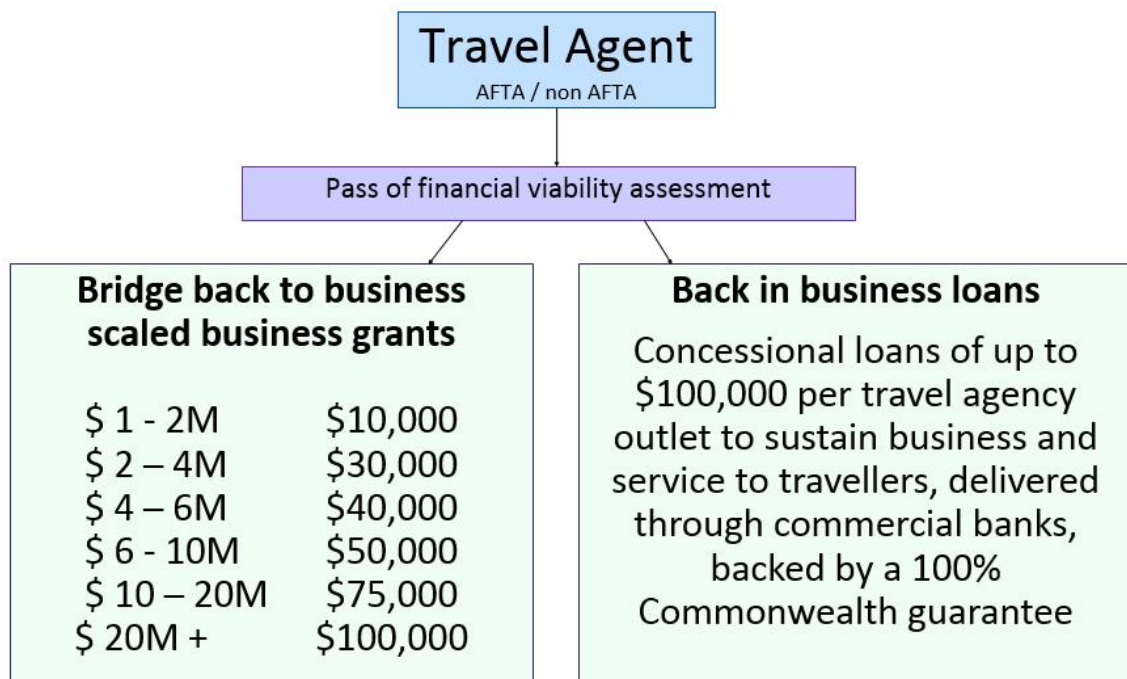 Travel Agent
AFTA / non AFTA
Pass of financial viability assessment
Bridge back to business
scaled business grants
$ 1 - 2M $10,000
$ 2 – 4M $30,000
$ 4 – 6M $40,000
$ 6 - 10M $50,000
$ 10 – 20M $75,000
$ 20M + $100,000
Back in business loans
Concessional loans of up to
$100,000 per travel agency
outlet to sustain business and
service to travellers, delivered
through commercial banks,
backed by a 100%
Commonwealth guarantee